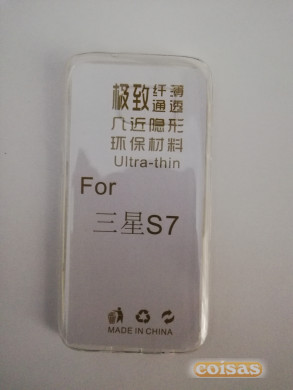 极致纤薄
通透
几近隐形
环保材料
Ultra-thin
For
三星S7
MADE IN CHINA
coisas